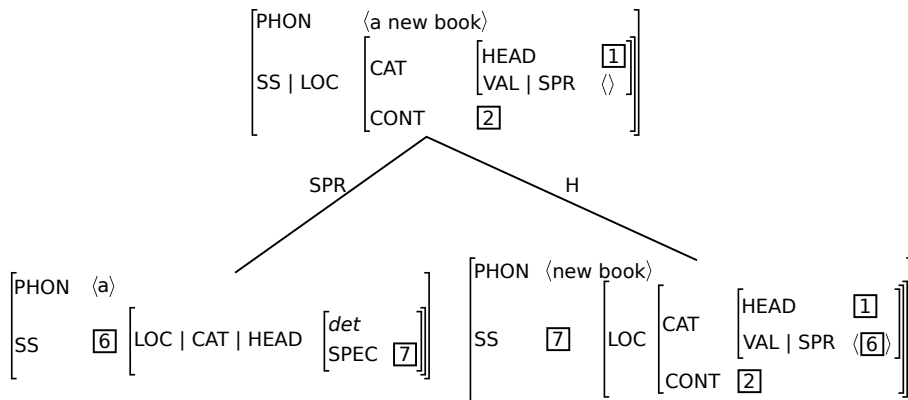 PHON ⟨a new book⟩
SS | LOC
CAT
HEAD 1
VAL | SPR ⟨⟩
CONT 2
SPR
H
PHON ⟨a⟩
SS 6 LOC | CAT | HEAD
det
SPEC 7
PHON ⟨new book⟩
SS 7 LOC
CAT
HEAD 1
VAL | SPR ⟨6⟩
CONT 2